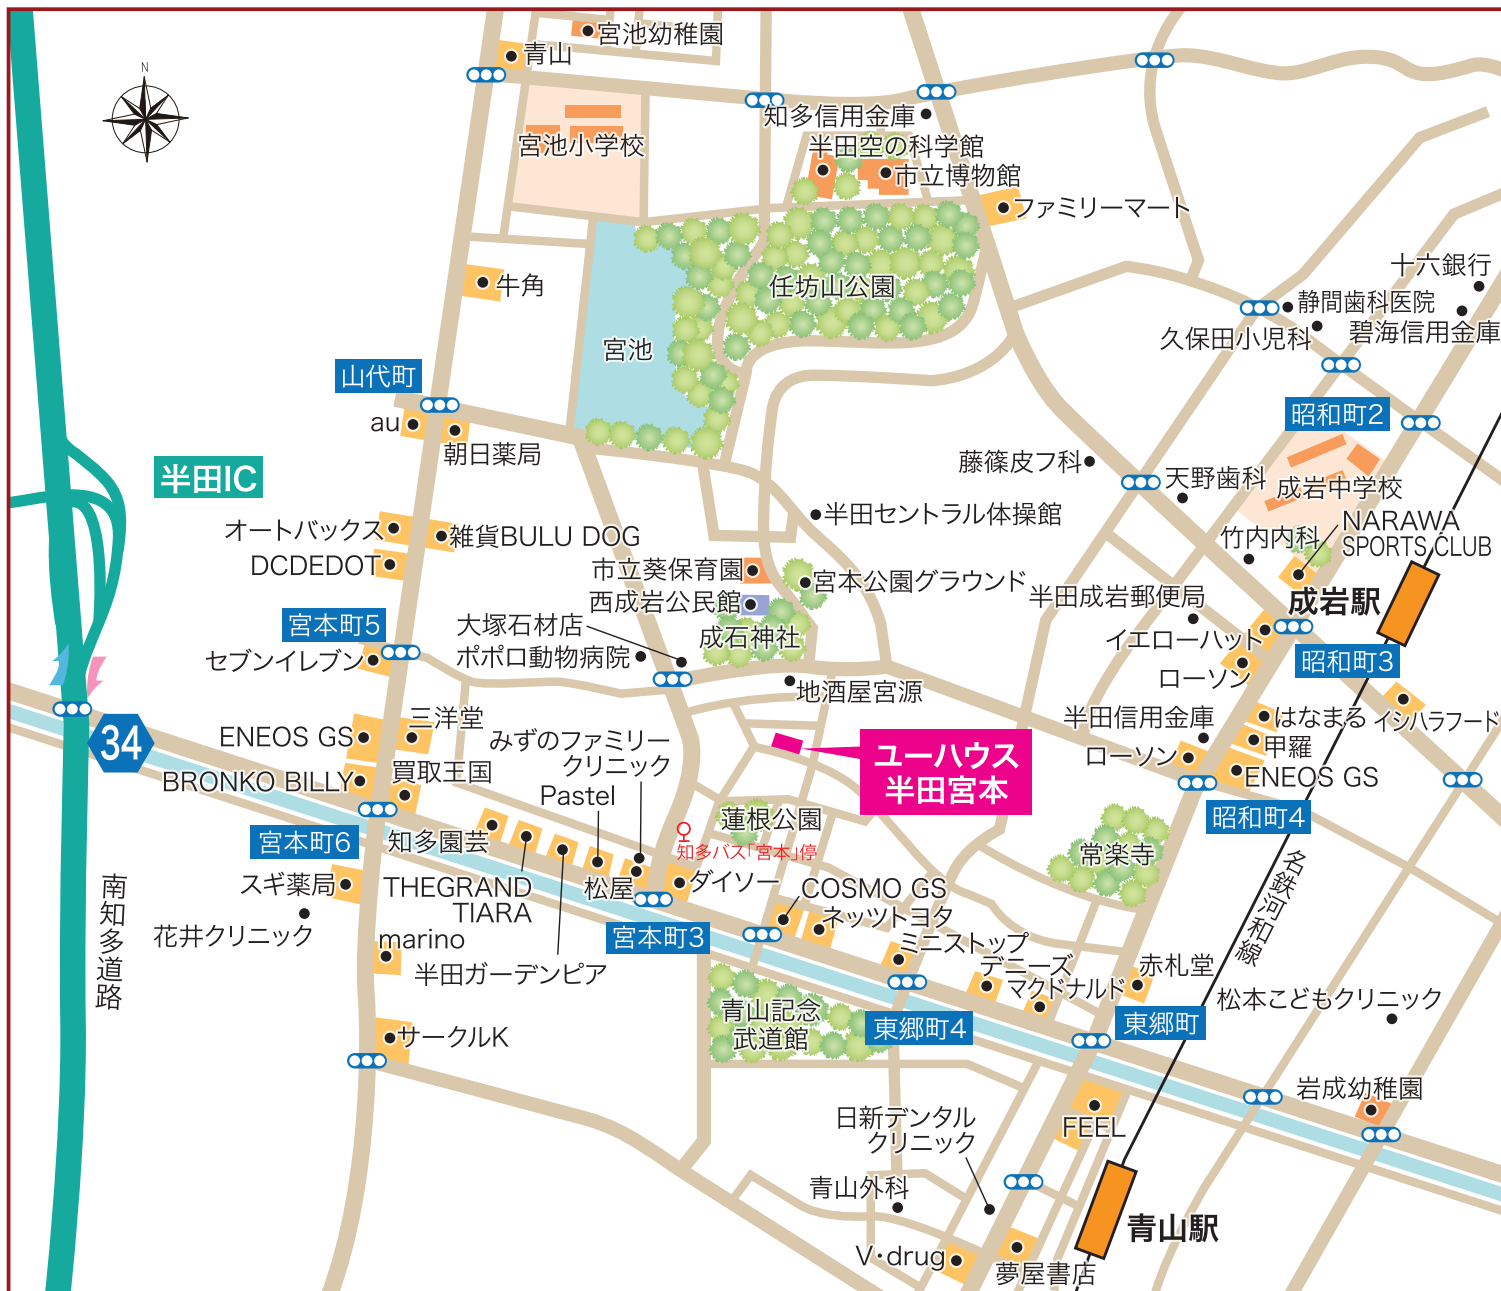 宮池幼稚園
青山
N
知多信用金庫
宮池小学校
半田空の科学館
市立博物館
ファミリーマート
十六銀行
牛角
任坊山公園
静間歯科医院
久保田小児科
碧海信用金庫
宮池
山代町
昭和町2
au
朝日薬局
藤篠皮フ科
天野歯科
成岩中学校
半田IC
オートバックス
雑貨BULU DOG
半田セントラル体操館
竹内内科
NARAWA
SPORTS CLUB
DCDEDOT
市立葵保育園
宮本公園グラウンド
成岩駅
西成岩公民館
半田成岩郵便局
宮本町5
大塚石材店
成石神社
イエローハット
セブンイレブン
ポポロ動物病院
昭和町3
ローソン
地酒屋宮源
三洋堂
半田信用金庫
はなまる
イシハラフード
34
ENEOS GS
みずのファミリー
クリニック
ユーハウス
半田宮本
甲羅
ローソン
BRONKO BILLY
買取王国
ENEOS GS
Pastel
昭和町4
宮本町6
知多園芸
蓮根公園
知多バス「宮本」停
常楽寺
スギ薬局
THEGRAND
TIARA
松屋
ダイソー
COSMO GS
ネッツトヨタ
名鉄河和線
南知多道路
花井クリニック
marino
宮本町3
ミニストップ
半田ガーデンピア
デニーズ
赤札堂
マクドナルド
松本こどもクリニック
青山記念
武道館
東郷町4
東郷町
サークルK
岩成幼稚園
日新デンタル
クリニック
FEEL
青山外科
青山駅
V・drug
夢屋書店